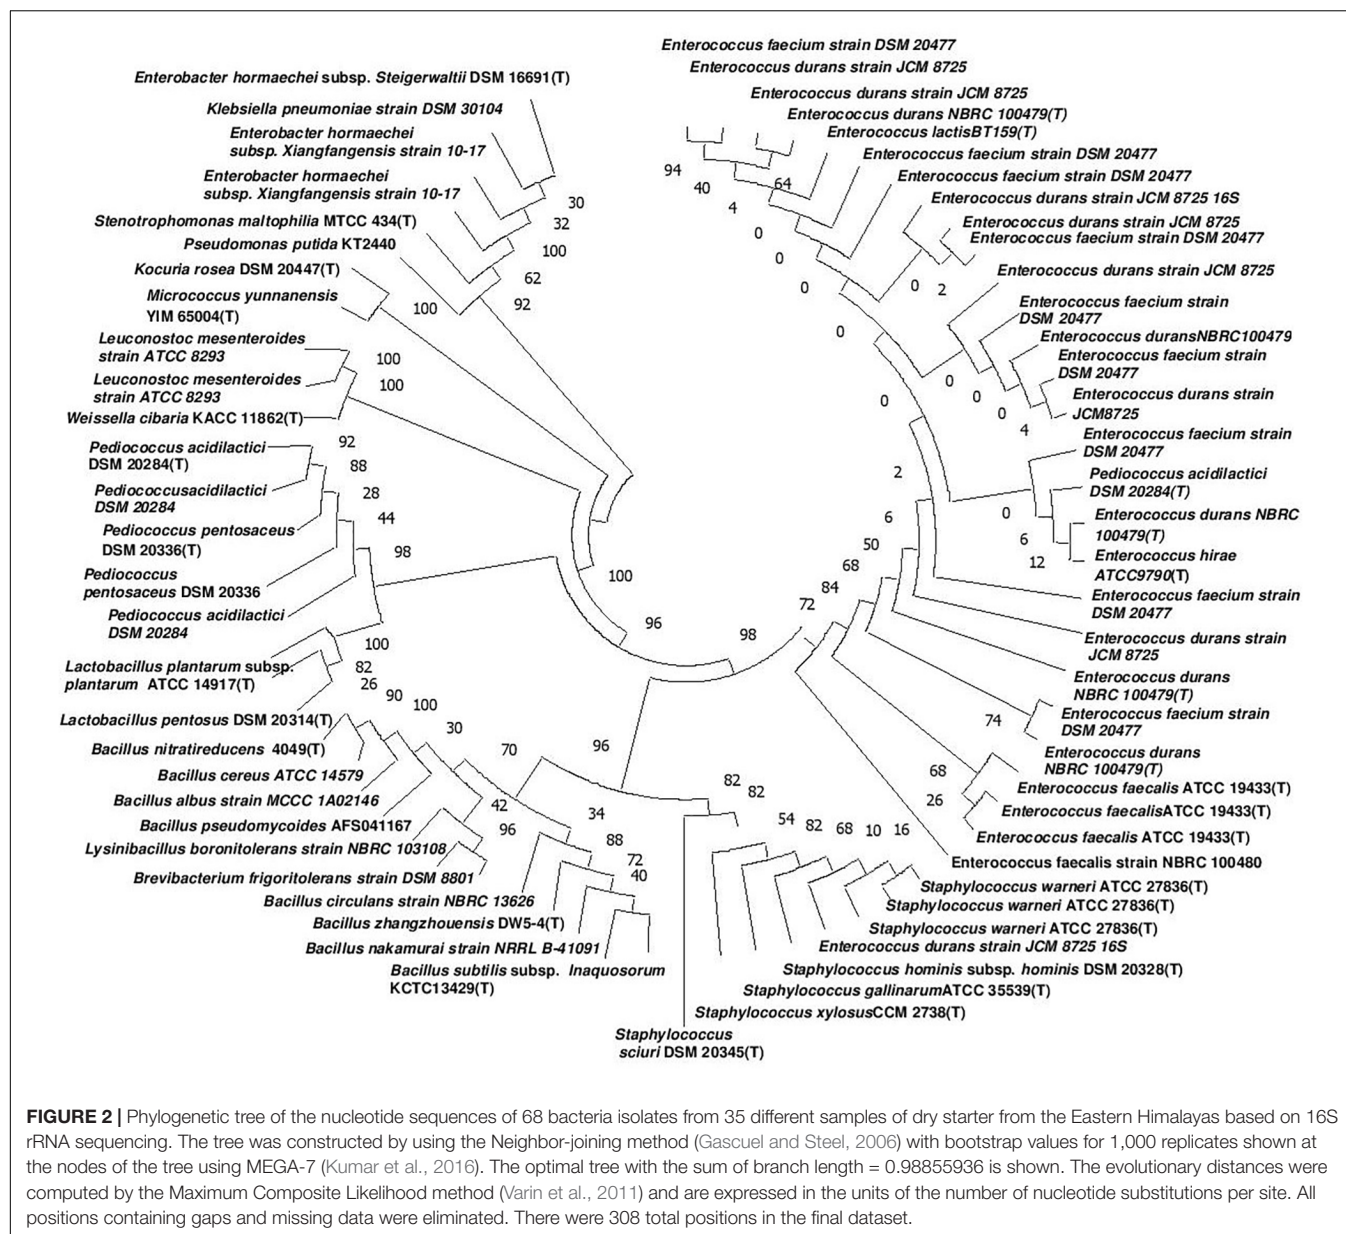 Enterococcus faecium strain DSM 20477
Enterococcus durans strain JCM 8725
Enterococcus durans strain JCM 8725
Enterococcus durans NBRC 100479(T)
Enterococcus lactisBT159(T)
Enterococcus faecium strain DSM 20477
Enterococcus faecium strain DSM 20477
Enterococcus durans strain JCM 8725 16S
Enterococcus durans strain JCM 8725
Enterococcus faecium strain DSM 20477
Enterococcus durans strain JCM 8725
Enterococcus faecium strain
DSM 20477
Enterococcus duransNBRC100479
Enterococcus faecium strain
DSM 20477
Enterococcus durans strain
JCM8725
Enterococcus faecium strain
DSM 20477
Pediococcus acidilactici
DSM 20284(T)
Enterococcus durans NBRC
100479(T)
Enterococcus hirae
ATCC9790(T)
Enterococcus faecium strain
DSM 20477
Enterococcus durans strain
JCM 8725
Enterococcus durans
NBRC 100479(T)
Enterococcus faecium strain
DSM 20477
Enterococcus durans
NBRC 100479(T)
Enterococcus faecalis ATCC 19433(T)
Enterococcus faecalisATCC 19433(T)
Enterococcus faecalis ATCC 19433(T)
Enterococcus faecalis strain NBRC 100480
Staphylococcus warneri ATCC 27836(T)
Staphylococcus warneri ATCC 27836(T)
Staphylococcus warneri ATCC 27836(T)
Enterococcus durans strain JCM 8725 16S
Staphylococcus hominis subsp. hominis DSM 20328(T)
Staphylococcus gallinarumATCC 35539(T)
Staphylococcus xylosusCCM 2738(T)
Staphylococcus
sciuri DSM 20345(T)
Bacillus subtilis subsp. Inaquosorum
KCTC13429(T)
Bacillus nakamurai strain NRRL B-41091
Bacillus zhangzhouensis DW5-4(T)
Bacillus circulans strain NBRC 13626
Brevibacterium frigoritolerans strain DSM 8801
Lysinibacillus boronitolerans strain NBRC 103108
Bacillus pseudomycoides AFS041167
Bacillus albus strain MCCC 1A02146
Bacillus cereus ATCC 14579
Bacillus nitratireducens 4049(T)
Lactobacillus pentosus DSM 20314(T)
Lactobacillus plantarum subsp.
plantarum ATCC 14917(T)
Pediococcus acidilactici
DSM 20284
Pediococcus
pentosaceus DSM 20336
Pediococcus pentosaceus
DSM 20336(T)
Pediococcusacidilactici
DSM 20284
Pediococcus acidilactici
DSM 20284(T)
Weissella cibaria KACC 11862(T)
Leuconostoc mesenteroides
strain ATCC 8293
Leuconostoc mesenteroides
strain ATCC 8293
Micrococcus yunnanensis
YIM 65004(T)
Kocuria rosea DSM 20447(T)
Pseudomonas putida KT2440
Stenotrophomonas maltophilia MTCC 434(T)
Enterobacter hormaechei
subsp. Xiangfangensis strain 10-17
Enterobacter hormaechei
subsp. Xiangfangensis strain 10-17
Klebsiella pneumoniae strain DSM 30104
Enterobacter hormaechei subsp. Steigerwaltii DSM 16691(T)
30
32
100
62
92
100
100
100
92
88
28
44
98
100
82
26
90
100
30
70
96
42
96
34
88
72
40
82
82
54
82
68
10
16
100
96
98
72
84
68
50
6
2
0
0
0
0
0
4
40
94
64
0
2
0
0
0
4
0
6
12
74
68
26
FIGURE 2 | Phylogenetic tree of the nucleotide sequences of 68 bacteria isolates from 35 different samples of dry starter from the Eastern Himalayas based on 16S
rRNA sequencing. The tree was constructed by using the Neighbor-joining method (Gascuel and Steel, 2006) with bootstrap values for 1,000 replicates shown at
the nodes of the tree using MEGA-7 (Kumar et al., 2016). The optimal tree with the sum of branch length = 0.98855936 is shown. The evolutionary distances were
computed by the Maximum Composite Likelihood method (Varin et al., 2011) and are expressed in the units of the number of nucleotide substitutions per site. All
positions containing gaps and missing data were eliminated. There were 308 total positions in the final dataset.